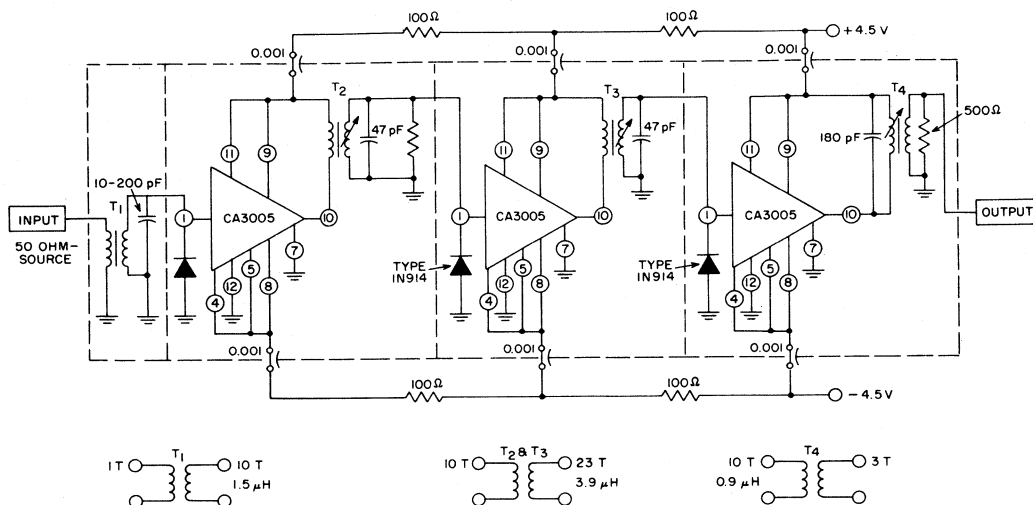 100Ω
100Ω
+4.5 V
0.001
0.001
0.001
T2
T3
T4
47 pF
47 pF
180 pF
500Ω
11
9
11
9
11
9
10-200 pF
T1
INPUT
50 OHM-
SOURCE
1
CA3005
10
1
CA3005
10
1
CA3005
10
OUTPUT
7
7
7
5
5
5
12
8
12
8
12
8
4
4
4
TYPE
IN914
TYPE
IN914
0.001
0.001
0.001
100Ω
100Ω
-4.5 V
T1
1T
10 T
1.5 μH
T2 & T3
10 T
23 T
3.9 μH
T4
10 T
3 T
0.9 μH